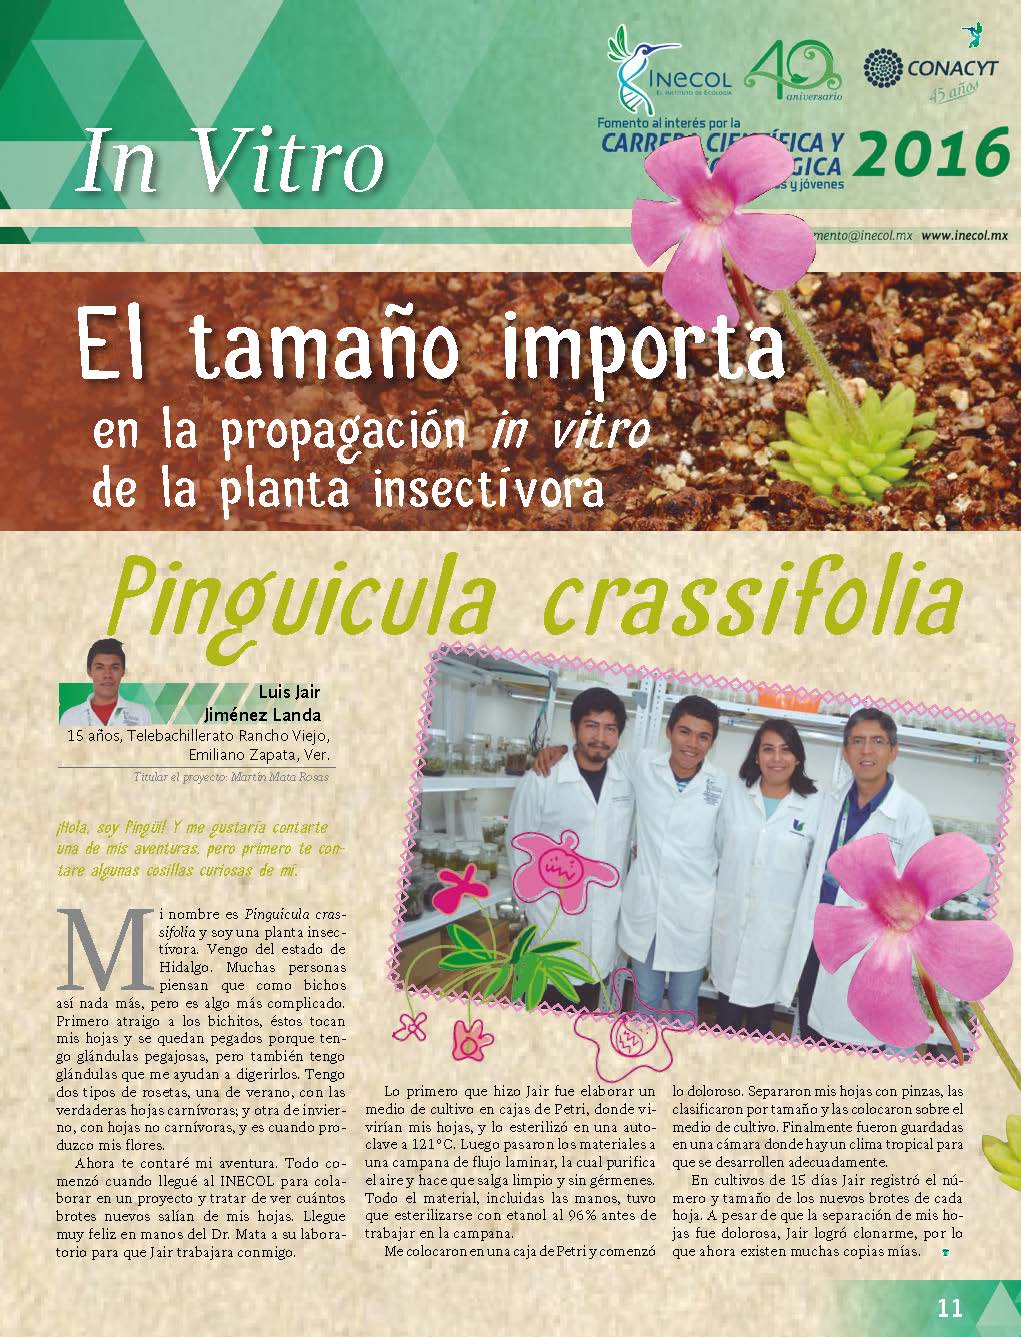 INECOL
EL INSTITUTO DE ECOLOGÍA
40
aniversario
CONACYT
45 años
Fomento al interés por la
CARRERA CIENTÍFICA Y
2016
y jóvenes
www.inecol.mx
In Vitro
El tamaño importa
en la propagación in vitro
de la planta insectívora
Pinguicula crassifolia
Luis Jair
Jiménez Landa
15 años, Telebachillerato Rancho Viejo,
Emiliano Zapata, Ver.
Titular el proyecto: Martín Mata Rosas
¡Hola, soy Pingüi! Y me gustaría contarte
una de mis aventuras, pero primero te con-
tare algunas cosillas curiosas de mí.
Mi nombre es Pinguícula cras-
sifolia y soy una planta insec-
tívora. Vengo del estado de
Hidalgo. Muchas personas
piensan que como bichos
así nada más, pero es algo más complicado.
Primero atraigo a los bichitos, éstos tocan
mis hojas y se quedan pegados porque ten-
go glándulas pegajosas, pero también tengo
glándulas que me ayudan a digerirlos. Tengo
dos tipos de rosetas, una de verano, con las
verdaderas hojas carnívoras; y otra de invier-
no, con hojas no carnívoras, y es cuando pro-
duzco mis flores.
Ahora te contaré mi aventura. Todo co-
menzó cuando llegué al INECOL para cola-
borar en un proyecto y tratar de ver cuántos
brotes nuevos salían de mis hojas. Llegue
muy feliz en manos del Dr. Mata a su labora-
torio para que Jair trabajara conmigo.
Lo primero que hizo Jair fue elaborar un
medio de cultivo en cajas de Petri, donde vi-
virían mis hojas, y lo esterilizó en una auto-
clave a 121°C. Luego pasaron los materiales a
una campana de flujo laminar, la cual purifica
el aire y hace que salga limpio y sin gérmenes.
Todo el material, incluidas las manos, tuvo
que esterilizarse con etanol al 96% antes de
trabajar en la campana.
Me colocaron en una caja de Petri y comenzó
lo doloroso. Separaron mis hojas con pinzas, las
clasificaron por tamaño y las colocaron sobre el
medio de cultivo. Finalmente fueron guardadas
en una cámara donde hay un clima tropical para
que se desarrollen adecuadamente.
En cultivos de 15 días Jair registró el nú-
mero y tamaño de los nuevos brotes de cada
hoja. A pesar de que la separación de mis ho-
jas fue dolorosa, Jair logró clonarme, por lo
que ahora existen muchas copias mías.
11